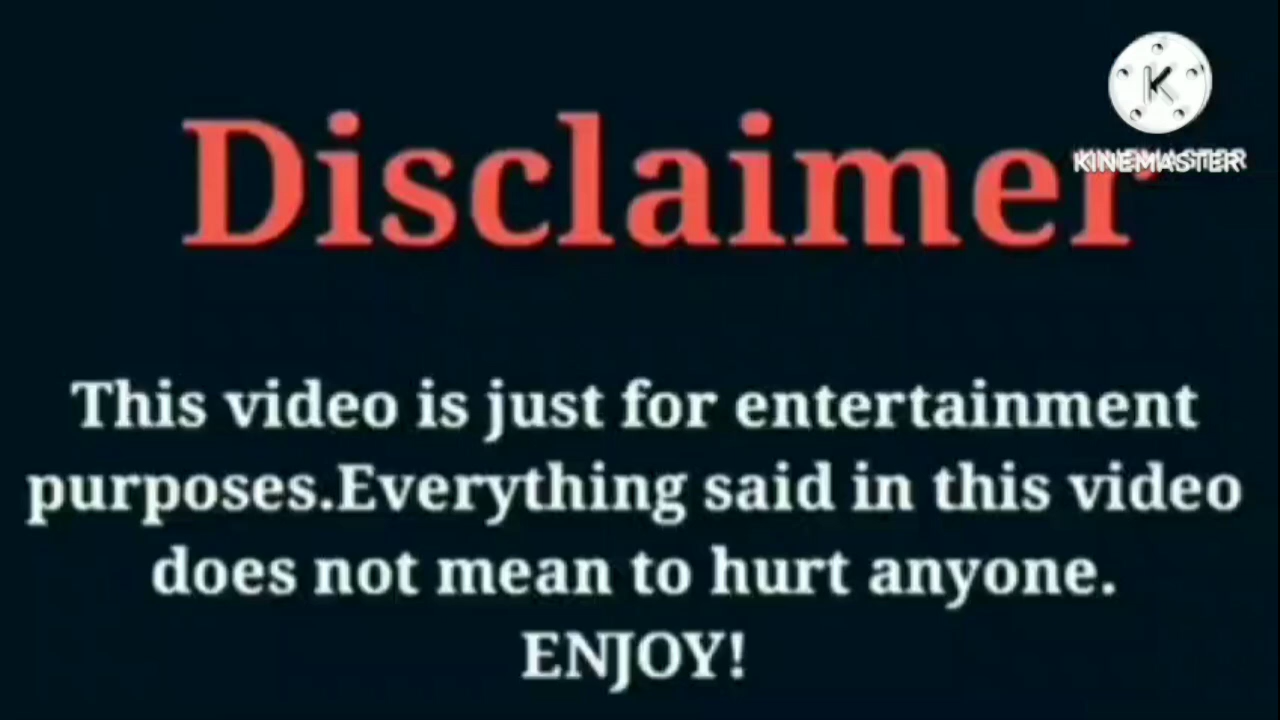 K
KINEMASTER
Disclaimer
This video is just for entertainment
purposes.Everything said in this video
does not mean to hurt anyone.
ENJOY!